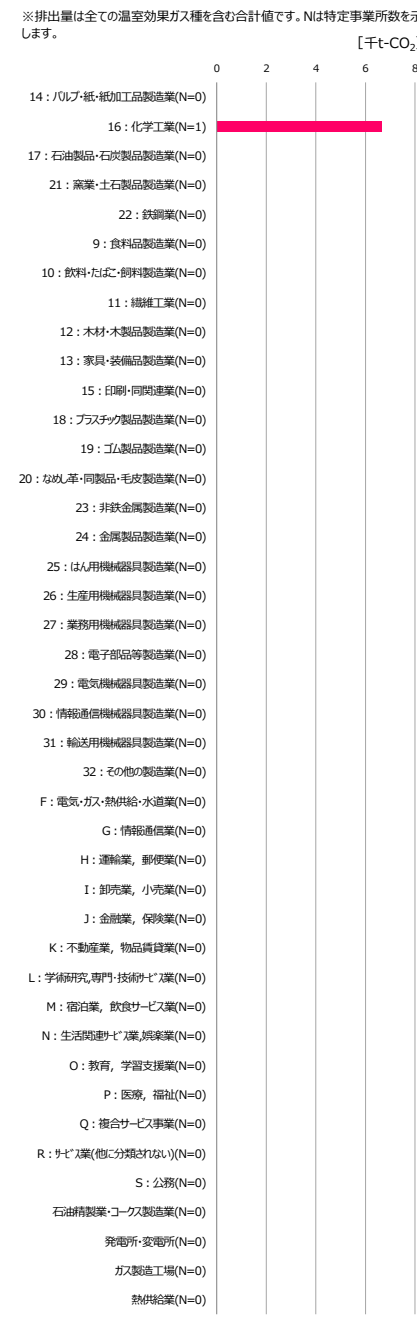 ※排出量は全ての温室効果ガス種を含む合計値です。Nは特定事業所数を示
します。
[千t-CO2]
0 2 4 6 8
14：パルプ・紙・紙加工品製造業(N=0)
16：化学工業(N=1)
17：石油製品・石炭製品製造業(N=0)
21：窯業・土石製品製造業(N=0)
22：鉄鋼業(N=0)
9：食料品製造業(N=0)
10：飲料・たばこ・飼料製造業(N=0)
11：繊維工業(N=0)
12：木材・木製品製造業(N=0)
13：家具・装備品製造業(N=0)
15：印刷・同関連業(N=0)
18：プラスチック製品製造業(N=0)
19：ゴム製品製造業(N=0)
20：なめし革・同製品・毛皮製造業(N=0)
23：非鉄金属製造業(N=0)
24：金属製品製造業(N=0)
25：はん用機械器具製造業(N=0)
26：生産用機械器具製造業(N=0)
27：業務用機械器具製造業(N=0)
28：電子部品等製造業(N=0)
29：電気機械器具製造業(N=0)
30：情報通信機械器具製造業(N=0)
31：輸送用機械器具製造業(N=0)
32：その他の製造業(N=0)
F：電気・ガス・熱供給・水道業(N=0)
G：情報通信業(N=0)
H：運輸業，郵便業(N=0)
I：卸売業，小売業(N=0)
J：金融業，保険業(N=0)
K：不動産業，物品賃貸業(N=0)
L：学術研究,専門・技術ｻｰﾋﾞｽ業(N=0)
M：宿泊業，飲食サービス業(N=0)
N：生活関連ｻｰﾋﾞｽ業,娯楽業(N=0)
O：教育，学習支援業(N=0)
P：医療，福祉(N=0)
Q：複合サービス事業(N=0)
R：ｻｰﾋﾞｽ業(他に分類されない)(N=0)
S：公務(N=0)
石油精製業・コークス製造業(N=0)
発電所・変電所(N=0)
ガス製造工場(N=0)
熱供給業(N=0)